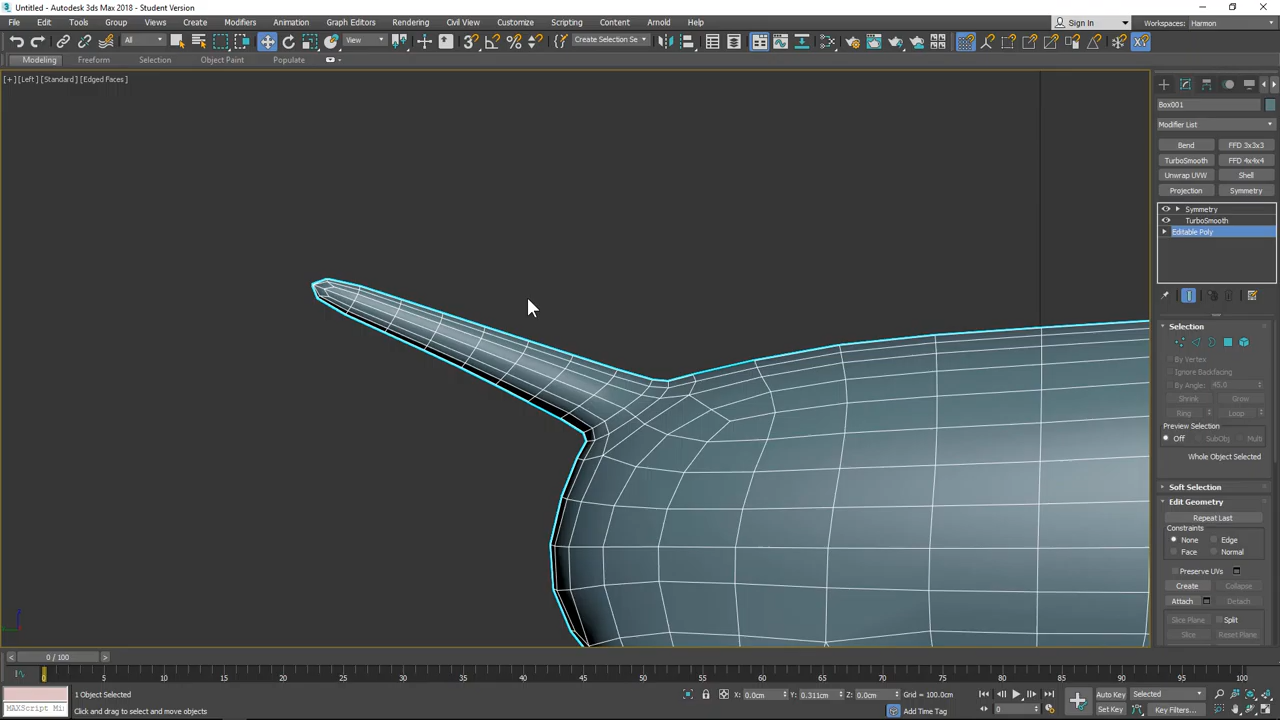 Untitled - Autodesk 3ds Max 2018 - Student Version
File Edit Tools Group Views Create Modifiers Animation Graph Editors Rendering Civil View Customize Scripting Content Arnold Help Sign In Workspaces: Harmon
All View Create Selection Se
Modeling Freeform Selection Object Paint Populate
[+] [Left] [Standard] [Edged Faces]
Box001
Modifier List
Bend FFD 3x3x3
TurboSmooth FFD 4x4x4
Unwrap UVW Shell
Projection Symmetry
Symmetry
TurboSmooth
Editable Poly
Selection
By Vertex
Ignore Backfacing
By Angle: 45.0
Shrink Grow
Ring Loop
Preview Selection
Off SubObj Multi
Whole Object Selected
Soft Selection
Edit Geometry
Repeat Last
Constraints
None Edge
Face Normal
Preserve UVs
Create Collapse
Attach Detach
Slice Plane Split
Slice Reset Plane
< 0 / 100 >
0 5 10 15 20 25 30 35 40 45 50 55 60 65 70 75 80 85 90 95 100
1 Object Selected X: 0.0cm Y: 0.311cm Z: 0.0cm Grid = 100.0cm Auto Key Selected
MAXScript Mi Click and drag to select and move objects Add Time Tag 0 Set Key Key Filters...